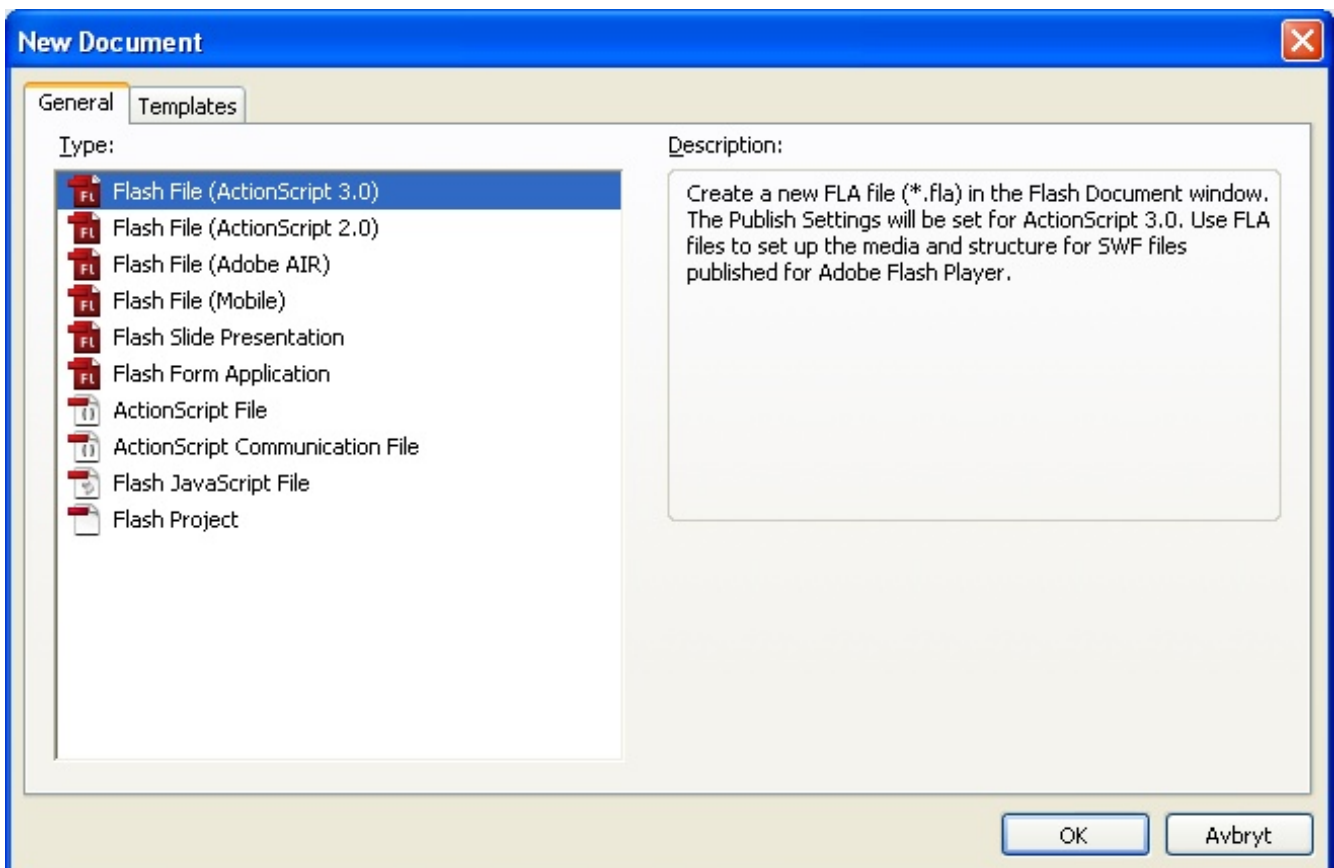 New Document
General
Templates
Type:
Flash File (ActionScript 3.0)
Flash File (ActionScript 2.0)
Flash File (Adobe AIR)
Flash File (Mobile)
Flash Slide Presentation
Flash Form Application
ActionScript File
ActionScript Communication File
Flash JavaScript File
Flash Project
Description:
Create a new FLA file (*.fla) in the Flash Document window.
The Publish Settings will be set for ActionScript 3.0. Use FLA
files to set up the media and structure for SWF files
published for Adobe Flash Player.
OK
Avbryt